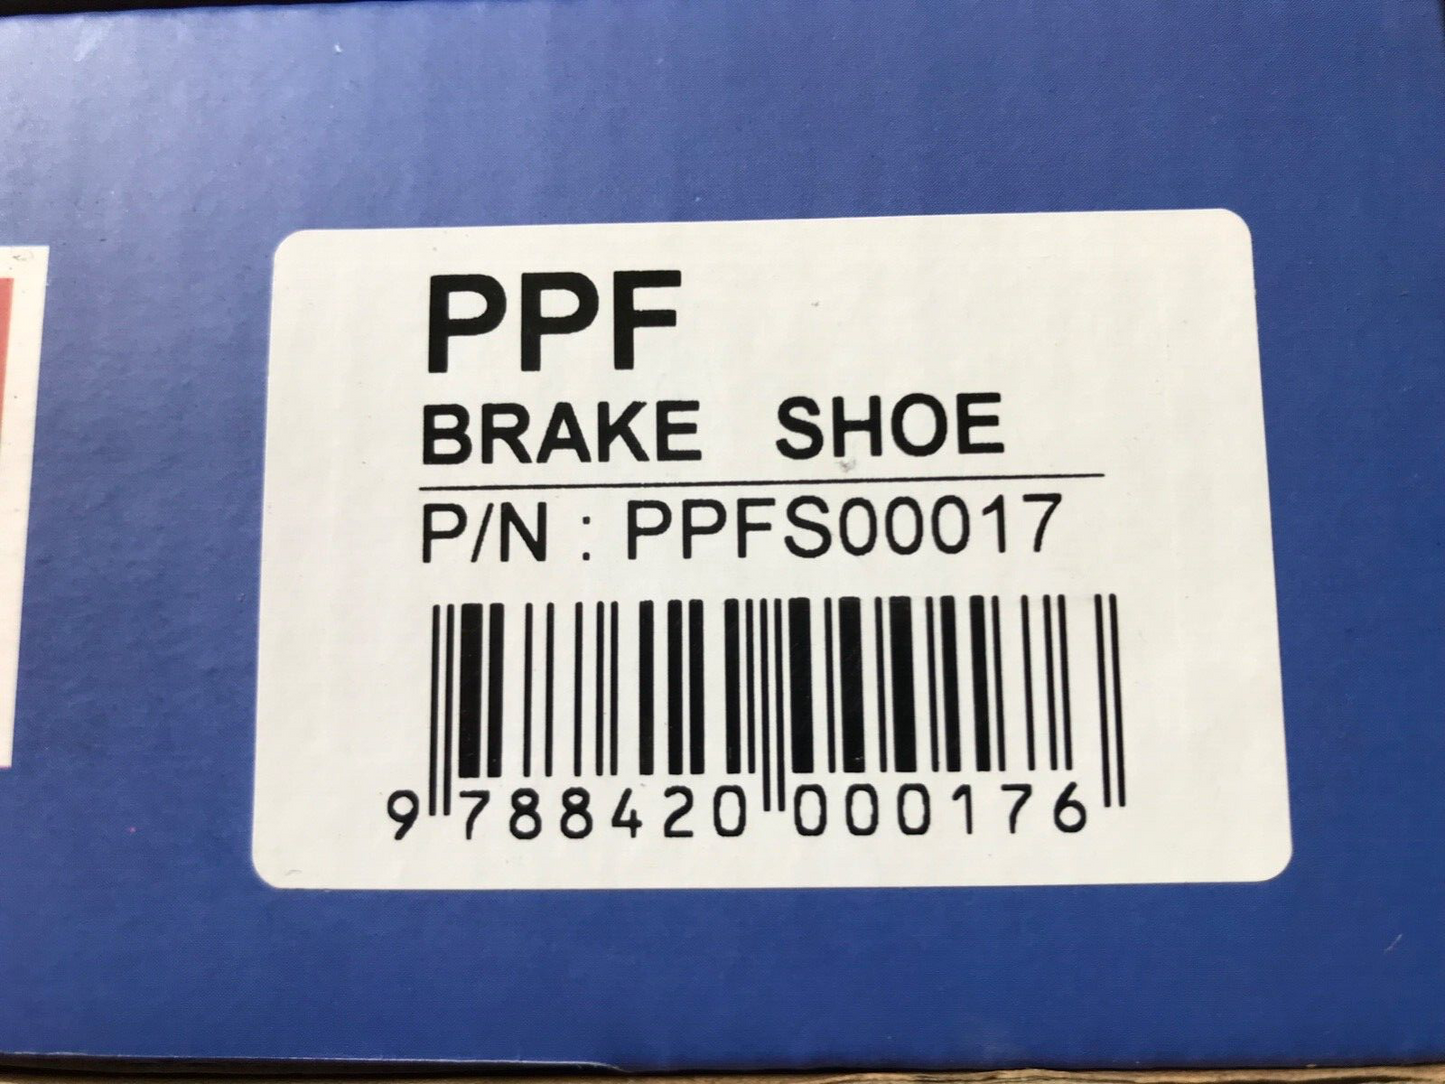 PPF
BRAKE SHOE
P/N : PPFS00017
9 788420 000176